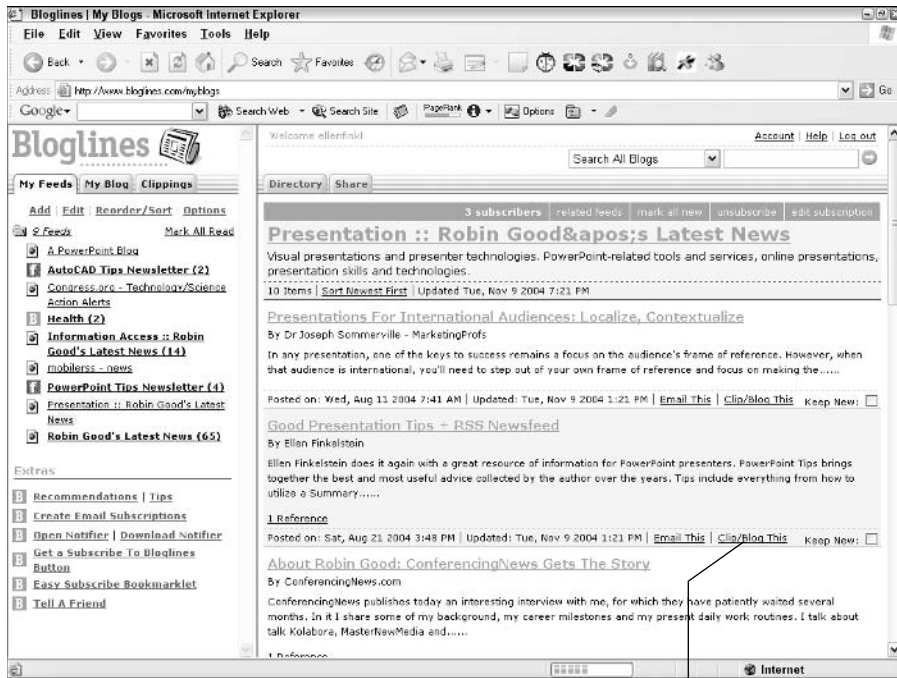 Bloglines | My Blogs - Microsoft Internet Explorer
File Edit View Favorites Tools Help
Back Search Favorites
Address http://www.bloglines.com/myblogs Go
Google Search Web Search Site PageRank Options
Bloglines
My Feeds My Blog Clippings
Add | Edit | Reorder/Sort Options
9 Feeds Mark All Read
A PowerPoint Blog
AutoCAD Tips Newsletter (2)
Congress.org - Technology/Science
Action Alerts
Health (2)
Information Access :: Robin
Good's Latest News (14)
mobilerss - news
PowerPoint Tips Newsletter (4)
Presentation :: Robin Good's Latest
News
Robin Good's Latest News (65)
Extras
Recommendations | Tips
Create Email Subscriptions
Open Notifier | Download Notifier
Get a Subscribe To Bloglines
Button
Easy Subscribe Bookmarklet
Tell A Friend
Welcome ellenfinkl
Account | Help | Log out
Search All Blogs
Directory Share
3 subscribers | related feeds | mark all new | unsubscribe | edit subscription
Presentation :: Robin Good&apos;s Latest News
Visual presentations and presenter technologies. PowerPoint-related tools and services, online presentations,
presentation skills and technologies.
10 Items | Sort Newest First | Updated Tue, Nov 9 2004 7:21 PM
Presentations For International Audiences: Localize, Contextualize
By Dr Joseph Sommerville - MarketingProfs
In any presentation, one of the keys to success remains a focus on the audience's frame of reference. However, when
that audience is international, you'll need to step out of your own frame of reference and focus on making the......
Posted on: Wed, Aug 11 2004 7:41 AM | Updated: Tue, Nov 9 2004 1:21 PM | Email This | Clip/Blog This Keep New:
Good Presentation Tips + RSS Newsfeed
By Ellen Finkelstein
Ellen Finkelstein does it again with a great resource of information for PowerPoint presenters. PowerPoint Tips brings
together the best and most useful advice collected by the author over the years. Tips include everything from how to
utilize a Summary......
1 Reference
Posted on: Sat, Aug 21 2004 3:48 PM | Updated: Tue, Nov 9 2004 1:21 PM | Email This | Clip/Blog This Keep New:
About Robin Good: ConferencingNews Gets The Story
By ConferencingNews.com
ConferencingNews publishes today an interesting interview with me, for which they have patiently waited several
months. In it I share some of my background, my career milestones and my present daily work routines. I talk about
talk Kolabora, MasterNewMedia and......
1 Reference
Internet